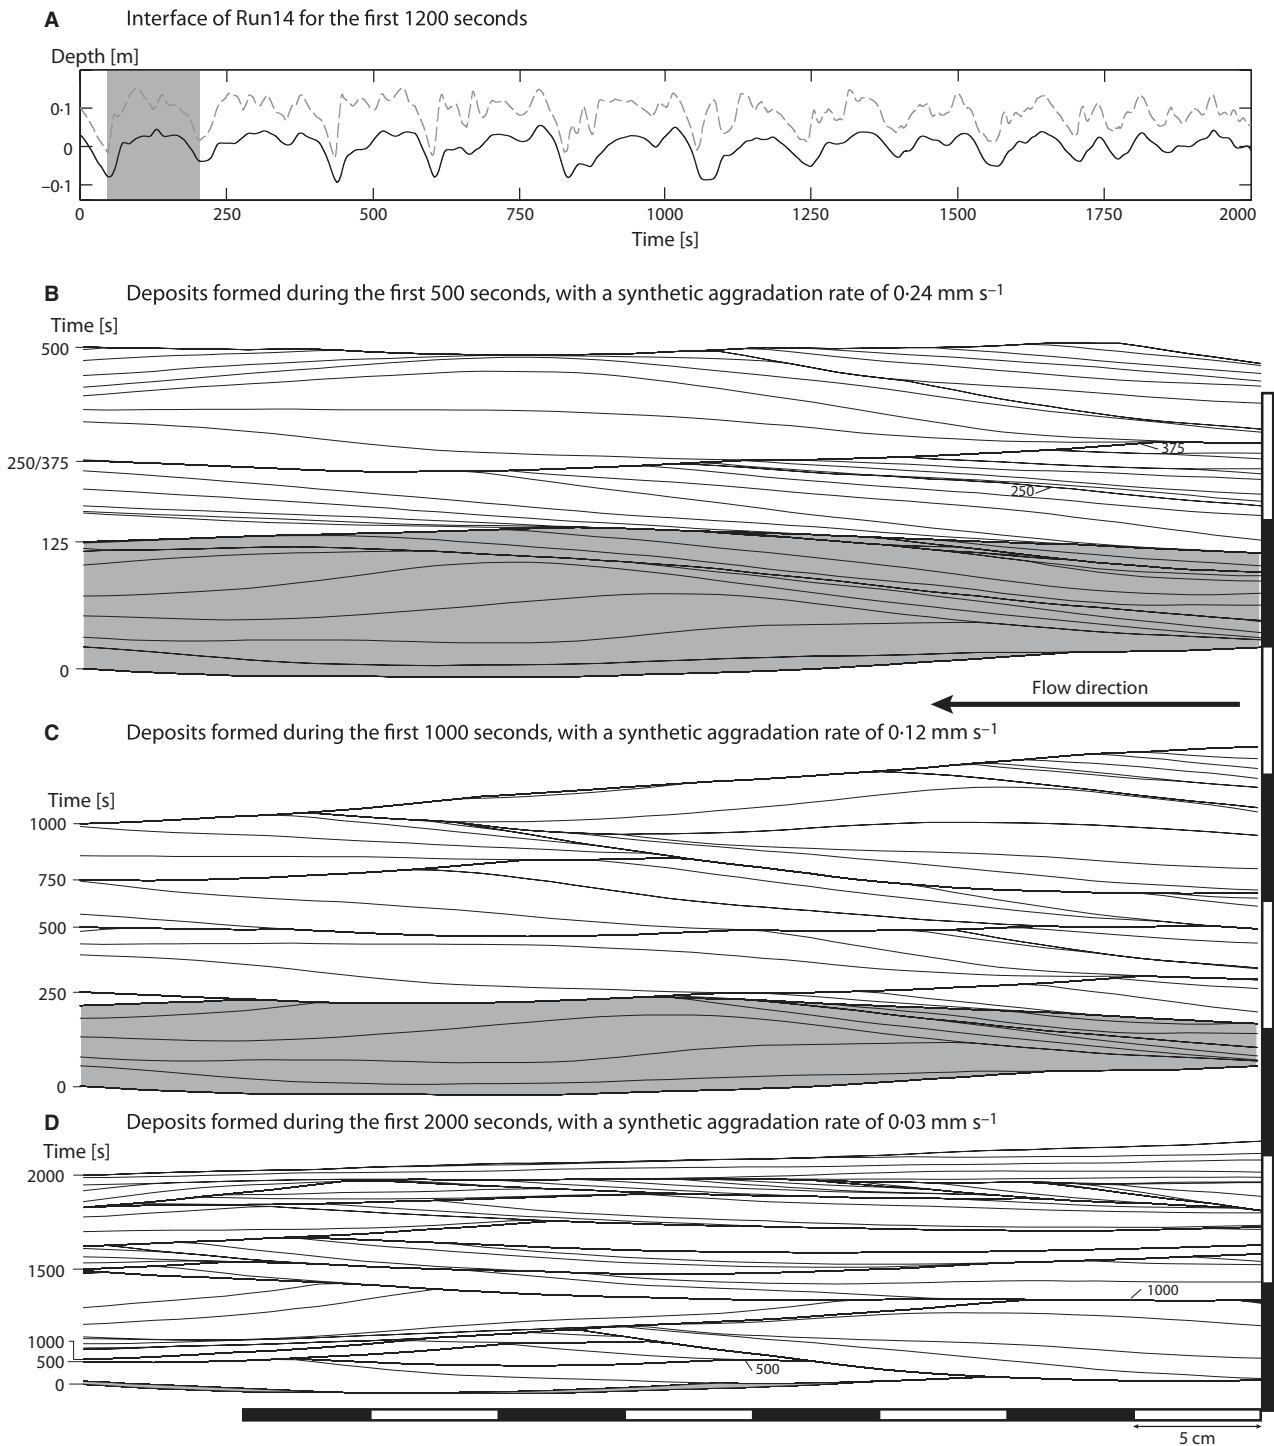 A Interface of Run14 for the first 1200 seconds
Depth [m]
0·1
0
–0·1
0 250 500 750 1000 1250 1500 1750 2000
Time [s]
B Deposits formed during the first 500 seconds, with a synthetic aggradation rate of 0·24 mm s–1
Time [s]
500
375
250/375
250
125
0
Flow direction
C Deposits formed during the first 1000 seconds, with a synthetic aggradation rate of 0·12 mm s–1
Time [s]
1000
750
500
250
0
D Deposits formed during the first 2000 seconds, with a synthetic aggradation rate of 0·03 mm s–1
Time [s]
2000
1500
1000
1000
500
500
0
5 cm